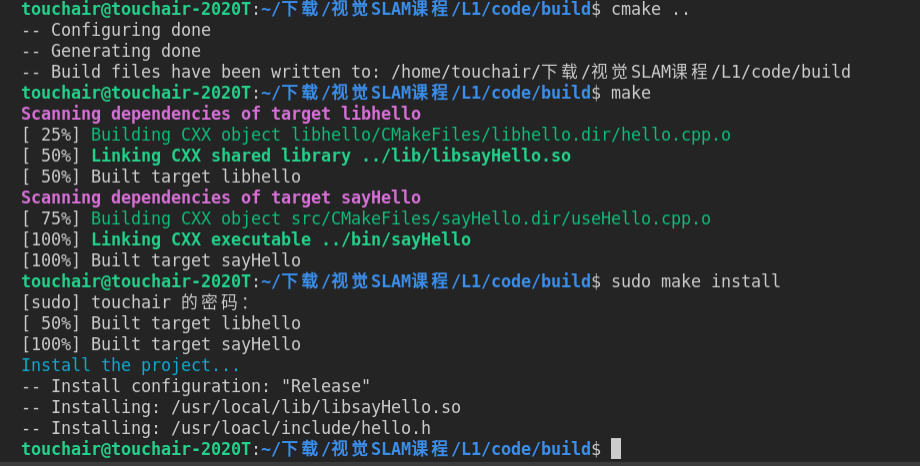 touchair@touchair-2020T:~/下载/视觉SLAM课程/L1/code/build$ cmake ..
-- Configuring done
-- Generating done
-- Build files have been written to: /home/touchair/下载/视觉SLAM课程/L1/code/build
touchair@touchair-2020T:~/下载/视觉SLAM课程/L1/code/build$ make
Scanning dependencies of target libhello
[ 25%] Building CXX object libhello/CMakeFiles/libhello.dir/hello.cpp.o
[ 50%] Linking CXX shared library ../lib/libsayHello.so
[ 50%] Built target libhello
Scanning dependencies of target sayHello
[ 75%] Building CXX object src/CMakeFiles/sayHello.dir/useHello.cpp.o
[100%] Linking CXX executable ../bin/sayHello
[100%] Built target sayHello
touchair@touchair-2020T:~/下载/视觉SLAM课程/L1/code/build$ sudo make install
[sudo] touchair 的密码：
[ 50%] Built target libhello
[100%] Built target sayHello
Install the project...
-- Install configuration: "Release"
-- Installing: /usr/local/lib/libsayHello.so
-- Installing: /usr/loacl/include/hello.h
touchair@touchair-2020T:~/下载/视觉SLAM课程/L1/code/build$